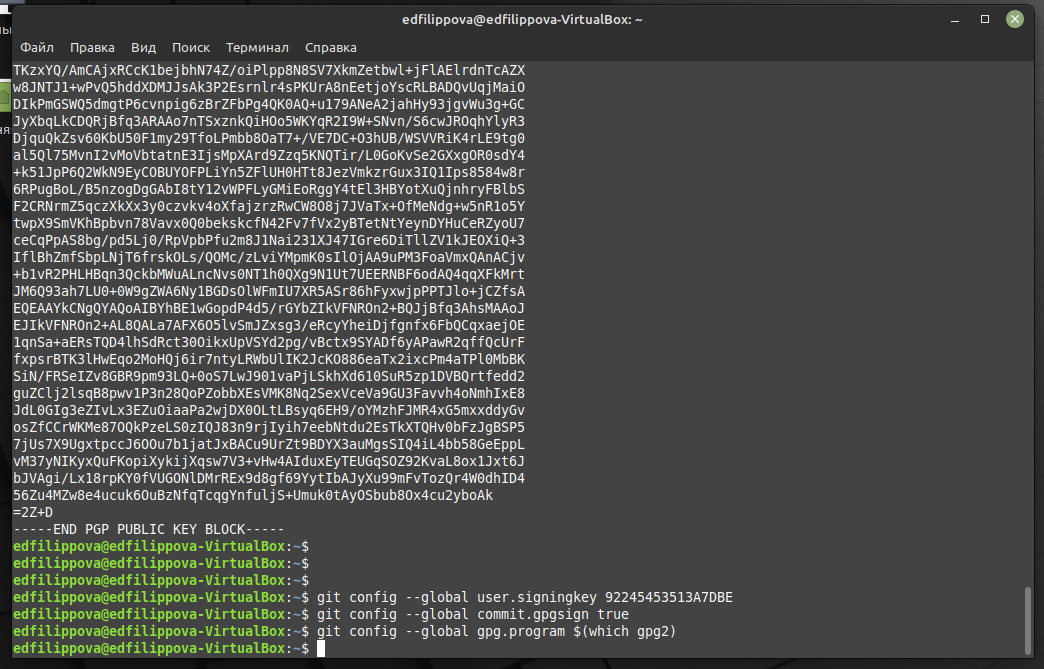 edfilippova@edfilippova-VirtualBox: ~
Файл Правка Вид Поиск Терминал Справка
TKzxYQ/AmCAjxRCcK1bejbhN74Z/oiPlpp8N8SV7XkmZetbwl+jFlAElrdnTcAZX
w8JNTJ1+wPvQ5hddXDMJJsAk3P2Esrnlr4sPKUrA8nEetjoYscRLBADQvUqjMaiO
DIkPmGSWQ5dmgtP6cvnpig6zBrZFbPg4QK0AQ+u179ANeA2jahHy93jgvWu3g+GC
JyXbqLkCDQRjBfq3ARAAo7nTSxznkQiHOo5WKYqR2I9W+SNvn/S6cwJROqhYlyR3
DjquQkZsv60KbU50F1my29TfoLPmbb8OaT7+/VE7DC+O3hUB/WSVVRiK4rLE9tg0
al5Ql75MvnI2vMoVbtatnE3IjsMpXArd9Zzq5KNQTir/L0GoKvSe2GXxgOR0sdY4
+k51JpP6Q2WkN9EyCOBUYOFPLiYn5ZFlUH0HTt8JezVmkzrGux3IQ1Ips8584w8r
6RPugBoL/B5nzogDgGAbI8tY12vWPFLyGMiEoRggY4tEl3HBYotXuQjnhryFBlbS
F2CRNrmZ5qczXkXx3y0czvkv4oXfajzrzRwCW8O8j7JVaTx+OfMeNdg+w5nR1o5Y
twpX9SmVKhBpbvn78Vavx0Q0bekskcfN42Fv7fVx2yBTetNtYeynDYHuCeRZyoU7
ceCqPpAS8bg/pd5Lj0/RpVpbPfu2m8J1Nai231XJ47IGre6DiTllZV1kJEOXiQ+3
IflBhZmfSbpLNjT6frskOLs/QOMc/zLviYMpmK0sIlOjAA9uPM3FoaVmxQAnACjv
+b1vR2PHLHBqn3QckbMWuALncNvs0NT1h0QXg9N1Ut7UEERNBF6odAQ4qqXFkMrt
JM6Q93ah7LU0+0W9gZWA6Ny1BGDsOlWFmIU7XR5ASr86hFyxwjpPPTJlo+jCZfsA
EQEAAYkCNgQYAQoAIBYhBE1wGopdP4d5/rGYbZIkVFNROn2+BQJjBfq3AhsMAAoJ
EJIkVFNROn2+AL8QALa7AFX6O5lvSmJZxsg3/eRcyYheiDjfgnfx6FbQCqxaejOE
1qnSa+aERsTQD4lhSdRct30OikxUpVSYd2pg/vBctx9SYADf6yAPawR2qffQcUrF
fxpsrBTK3lHwEqo2MoHQj6ir7ntyLRWbUlIK2JcKO886eaTx2ixcPm4aTPl0MbBK
SiN/FRSeIZv8GBR9pm93LQ+0oS7LwJ901vaPjLSkhXd610SuR5zp1DVBQrtfedd2
guZClj2lsqB8pwv1P3n28QoPZobbXEsVMK8Nq2SexVceVa9GU3Favvh4oNmhIxE8
JdL0GIg3eZIvLx3EZuOiaaPa2wjDX0OLtLBsyq6EH9/oYMzhFJMR4xG5mxxddyGv
osZfCCrWKMe87OQkPzeLS0zIQJ83n9rjIyih7eebNtdu2EsTkXTQHv0bFzJgBSP5
7jUs7X9UgxtpccJ6OOu7b1jatJxBACu9UrZt9BDYX3auMgsSIQ4iL4bb58GeEppL
vM37yNIKyxQuFKopiXykijXqsw7V3+vHw4AIduxEyTEUGqSOZ92KvaL8ox1Jxt6J
bJVAgi/Lx18rpKY0fVUGONlDMrREx9d8gf69YytIbAJyXu99mFvTozQr4W0dhID4
56Zu4MZw8e4ucuk6OuBzNfqTcqgYnfuljS+Umuk0tAyOSbub8Ox4cu2yboAk
=2Z+D
-----END PGP PUBLIC KEY BLOCK-----
edfilippova@edfilippova-VirtualBox:~$
edfilippova@edfilippova-VirtualBox:~$
edfilippova@edfilippova-VirtualBox:~$
edfilippova@edfilippova-VirtualBox:~$ git config --global user.signingkey 92245453513A7DBE
edfilippova@edfilippova-VirtualBox:~$ git config --global commit.gpgsign true
edfilippova@edfilippova-VirtualBox:~$ git config --global gpg.program $(which gpg2)
edfilippova@edfilippova-VirtualBox:~$